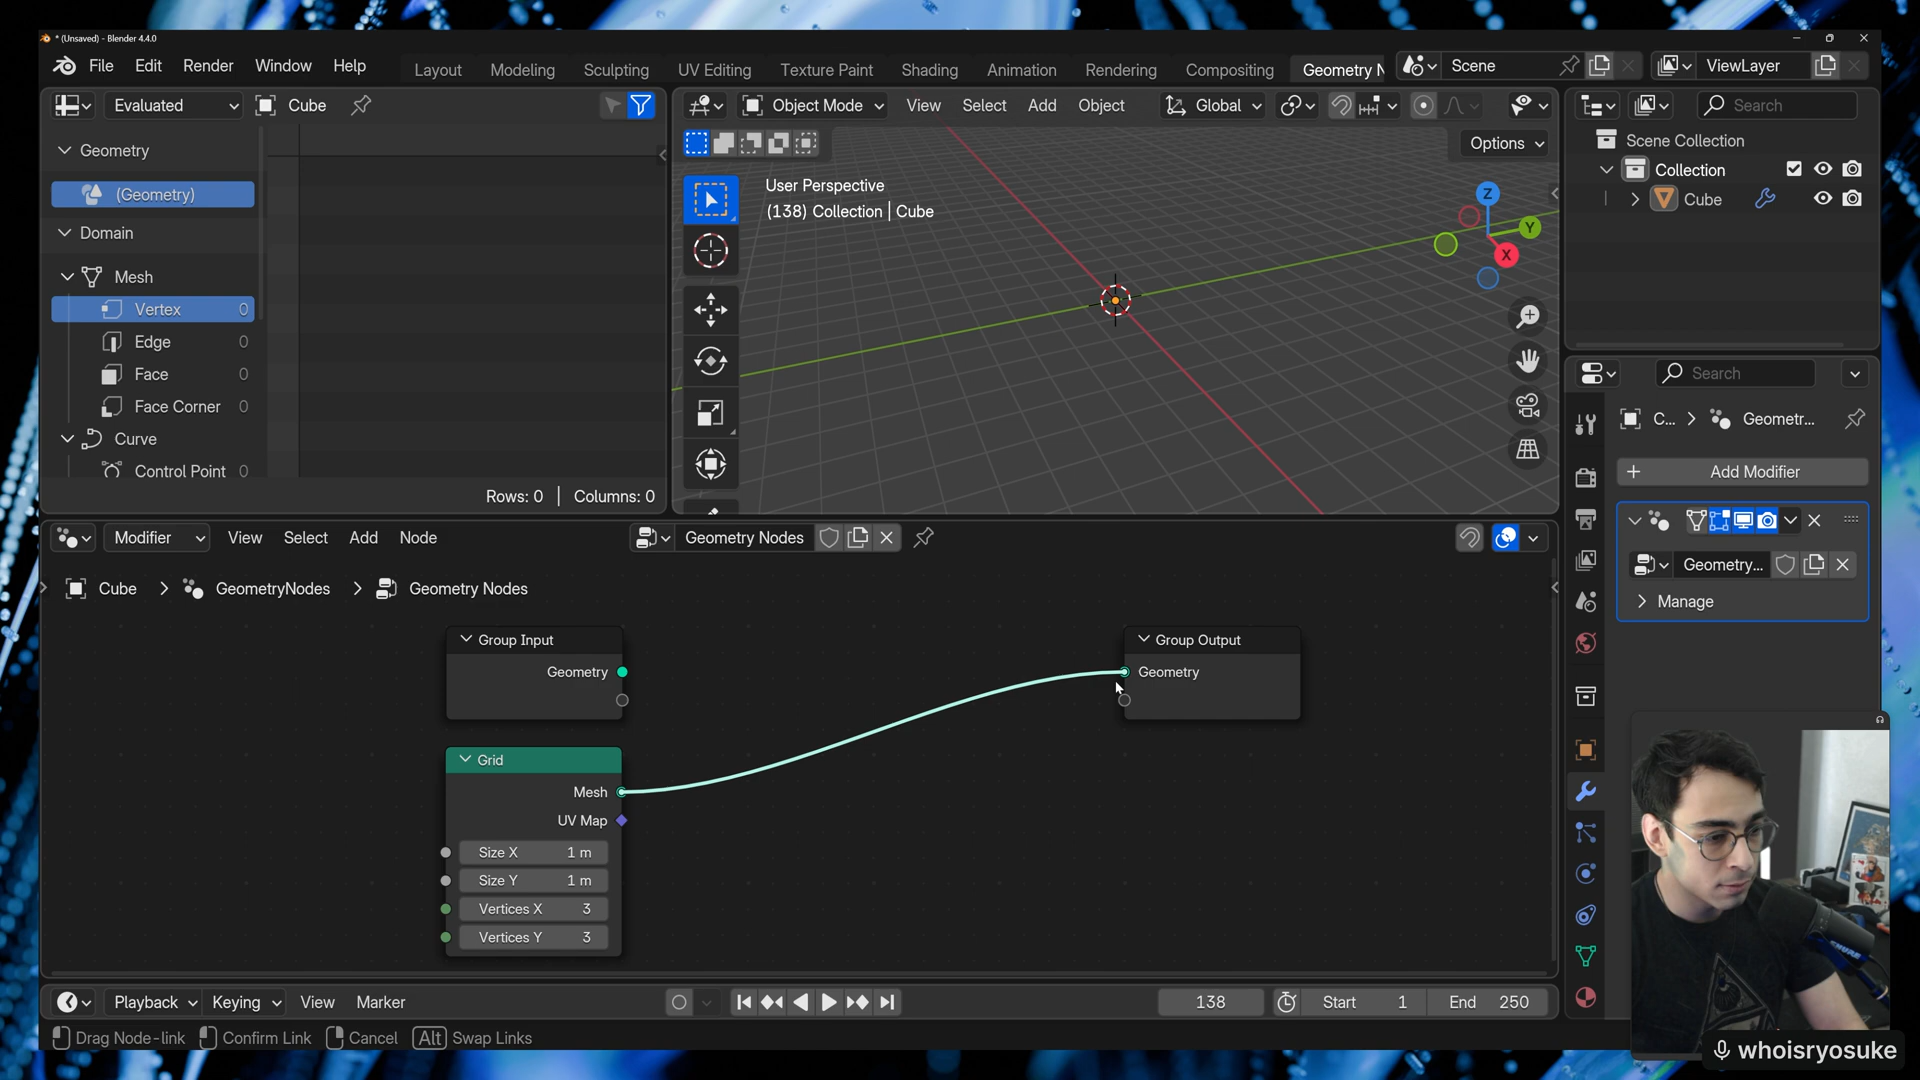 * (Unsaved) - Blender 4.4.0
File Edit Render Window Help Layout Modeling Sculpting UV Editing Texture Paint Shading Animation Rendering Compositing Geometry N Scene ViewLayer
Evaluated Cube
Geometry
(Geometry)
Domain
Mesh
Vertex 0
Edge 0
Face 0
Face Corner 0
Curve
Control Point 0
Rows: 0 | Columns: 0
Object Mode View Select Add Object Global
Options
User Perspective
(138) Collection | Cube
Z
Y
X
Search
Scene Collection
Collection
Cube
Search
C... Geometr...
Add Modifier
Geometry...
Manage
Modifier View Select Add Node Geometry Nodes
Cube > GeometryNodes > Geometry Nodes
Group Input
Geometry
Grid
Mesh
UV Map
Size X 1 m
Size Y 1 m
Vertices X 3
Vertices Y 3
Group Output
Geometry
Playback Keying View Marker 138 Start 1 End 250
Drag Node-link Confirm Link Cancel Alt Swap Links
SHURE
whoisryosuke